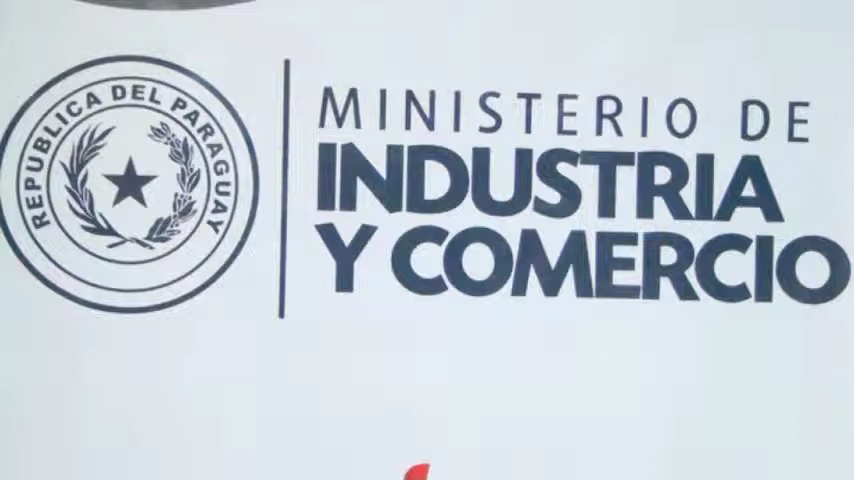 REPUBLICA DEL PARAGUAY
MINISTERIO DE
INDUSTRIA
Y COMERCIO